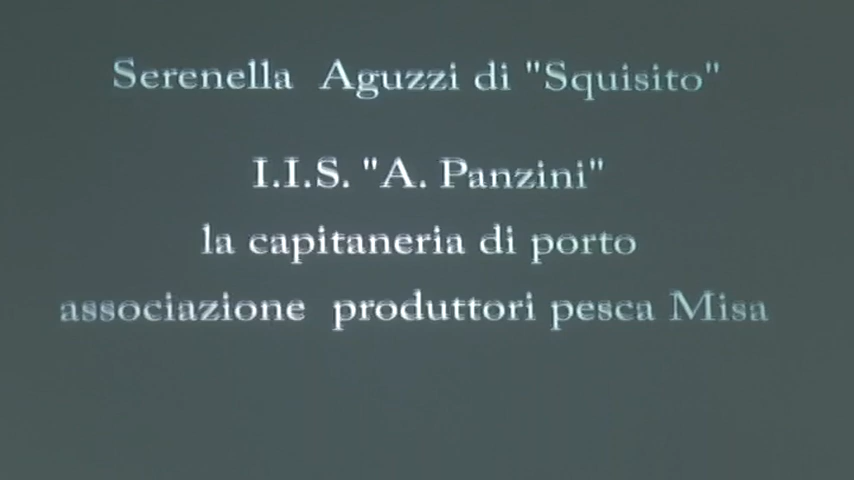 Serenella Aguzzi di "Squisito"
I.I.S. "A. Panzini"
la capitaneria di porto
associazione produttori pesca Misa